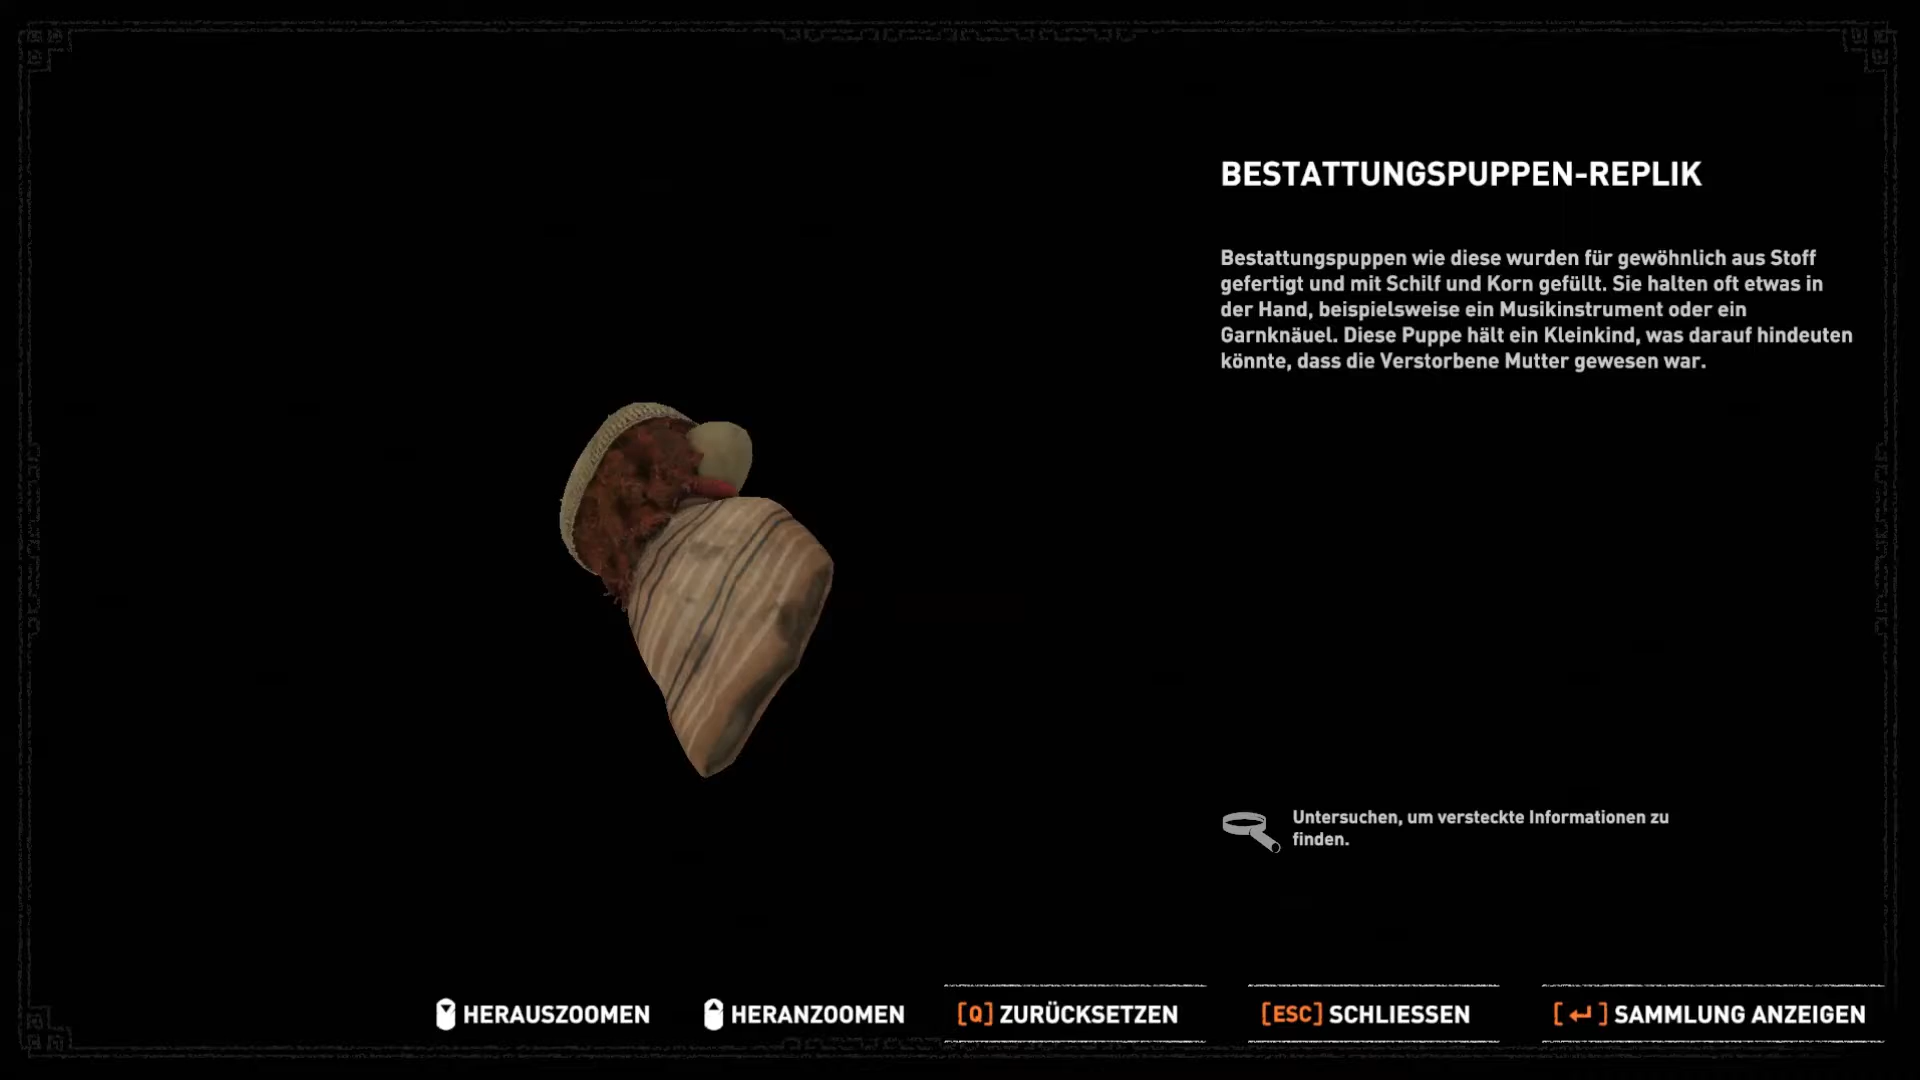 BESTATTUNGSPUPPEN-REPLIK
Bestattungspuppen wie diese wurden für gewöhnlich aus Stoff
gefertigt und mit Schilf und Korn gefüllt. Sie halten oft etwas in
der Hand, beispielsweise ein Musikinstrument oder ein
Garnknäuel. Diese Puppe hält ein Kleinkind, was darauf hindeuten
könnte, dass die Verstorbene Mutter gewesen war.
Untersuchen, um versteckte Informationen zu
finden.
HERAUSZOOMEN
HERANZOOMEN
[Q] ZURÜCKSETZEN
[ESC] SCHLIESSEN
[↵] SAMMLUNG ANZEIGEN